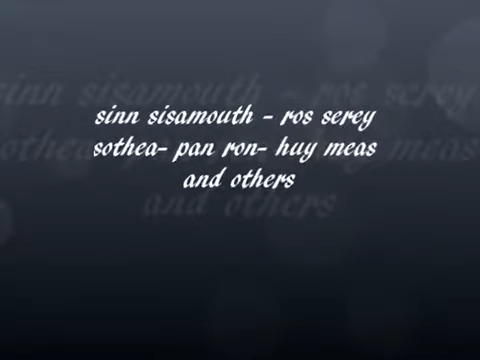 sinn sisamouth - ros serey
sothea- pan ron- huy meas
and others